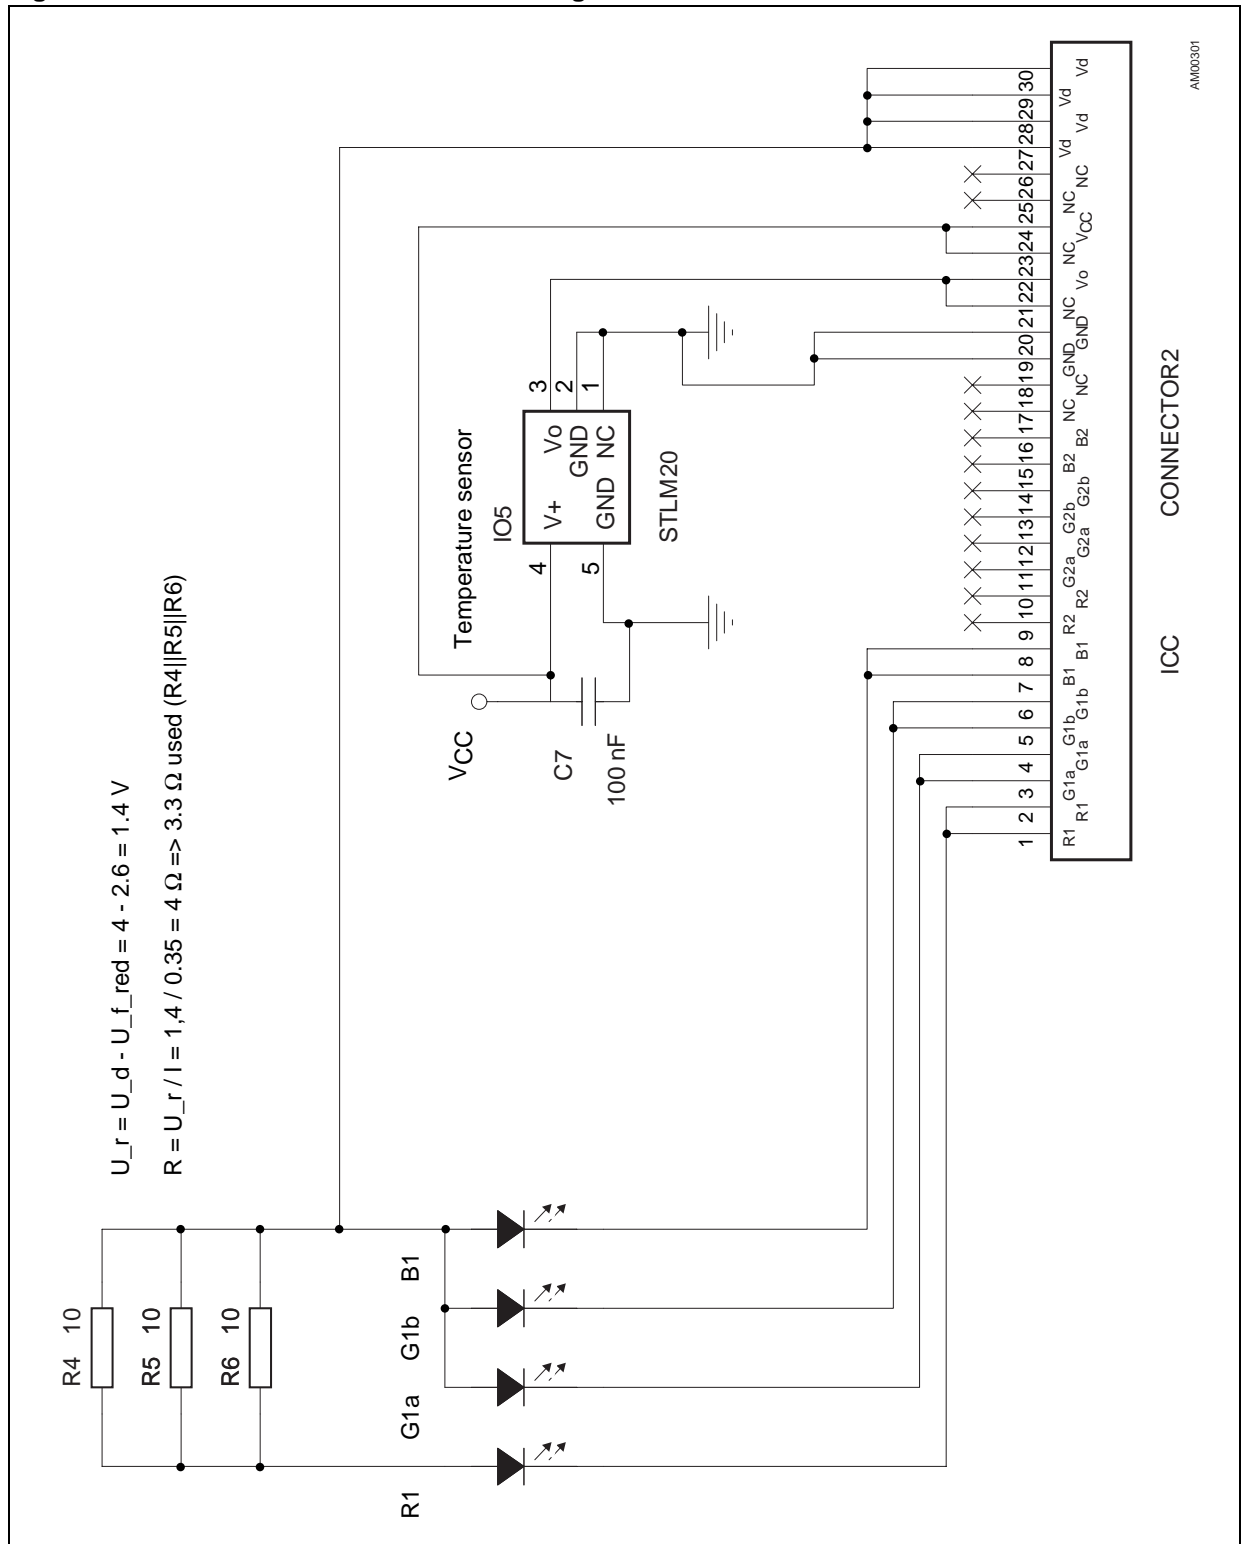 R4 10
U_r = U_d - U_f_red = 4 - 2.6 = 1.4 V
R5 10
R = U_r / I = 1,4 / 0.35 = 4 Ω => 3.3 Ω used (R4||R5||R6)
R6 10
R1
G1a
G1b
B1
VCC
Temperature sensor
IO5
C7
100 nF
4
V+
Vo
3
GND
2
5
GND
NC
1
STLM20
1 2 3 4 5 6 7 8 9 10 11 12 13 14 15 16 17 18 19 20 21 22 23 24 25 26 27 28 29 30
R1 R1 G1a G1a G1b G1b B1 B1 R2 R2 G2a G2a G2b G2b B2 B2 NC NC GND GND NC Vo NC VCC NC NC Vd Vd Vd Vd
ICC
CONNECTOR2
AM00301